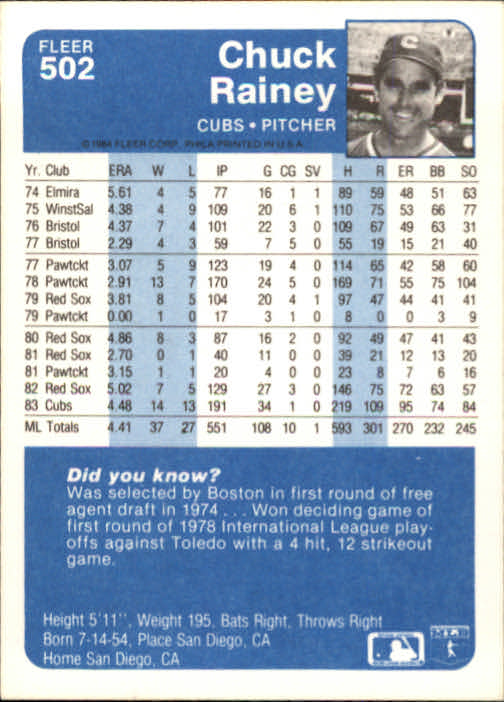 FLEER
502
Chuck
Rainey
CUBS • PITCHER
© 1984 FLEER CORP. PHILA PRINTED IN U.S.A.
Yr. Club ERA W L IP G CG SV H R ER BB SO
74 Elmira 5.61 4 5 77 16 1 1 89 59 48 51 63
75 WinstSal 4.38 4 9 109 20 6 1 110 75 53 66 77
76 Bristol 4.37 7 4 101 22 3 0 109 67 49 63 31
77 Bristol 2.29 4 3 59 7 5 0 55 19 15 21 40
77 Pawtckt 3.07 5 9 123 19 4 0 114 65 42 58 60
78 Pawtckt 2.91 13 7 170 24 5 0 169 71 55 75 104
79 Red Sox 3.81 8 5 104 20 4 1 97 47 44 41 41
79 Pawtckt 0.00 1 0 17 3 1 0 8 0 0 3 9
80 Red Sox 4.86 8 3 87 16 2 0 92 49 47 41 43
81 Red Sox 2.70 0 1 40 11 0 0 39 21 12 13 20
81 Pawtckt 3.15 1 1 20 4 0 0 23 8 7 6 16
82 Red Sox 5.02 7 5 129 27 3 0 146 75 72 63 57
83 Cubs 4.48 14 13 191 34 1 0 219 109 95 74 84
ML Totals 4.41 37 27 551 108 10 1 593 301 270 232 245
Did you know?
Was selected by Boston in first round of free
agent draft in 1974 . . . Won deciding game of
first round of 1978 International League play-
offs against Toledo with a 4 hit, 12 strikeout
game.
Height 5'11", Weight 195, Bats Right, Throws Right
Born 7-14-54, Place San Diego, CA
Home San Diego, CA